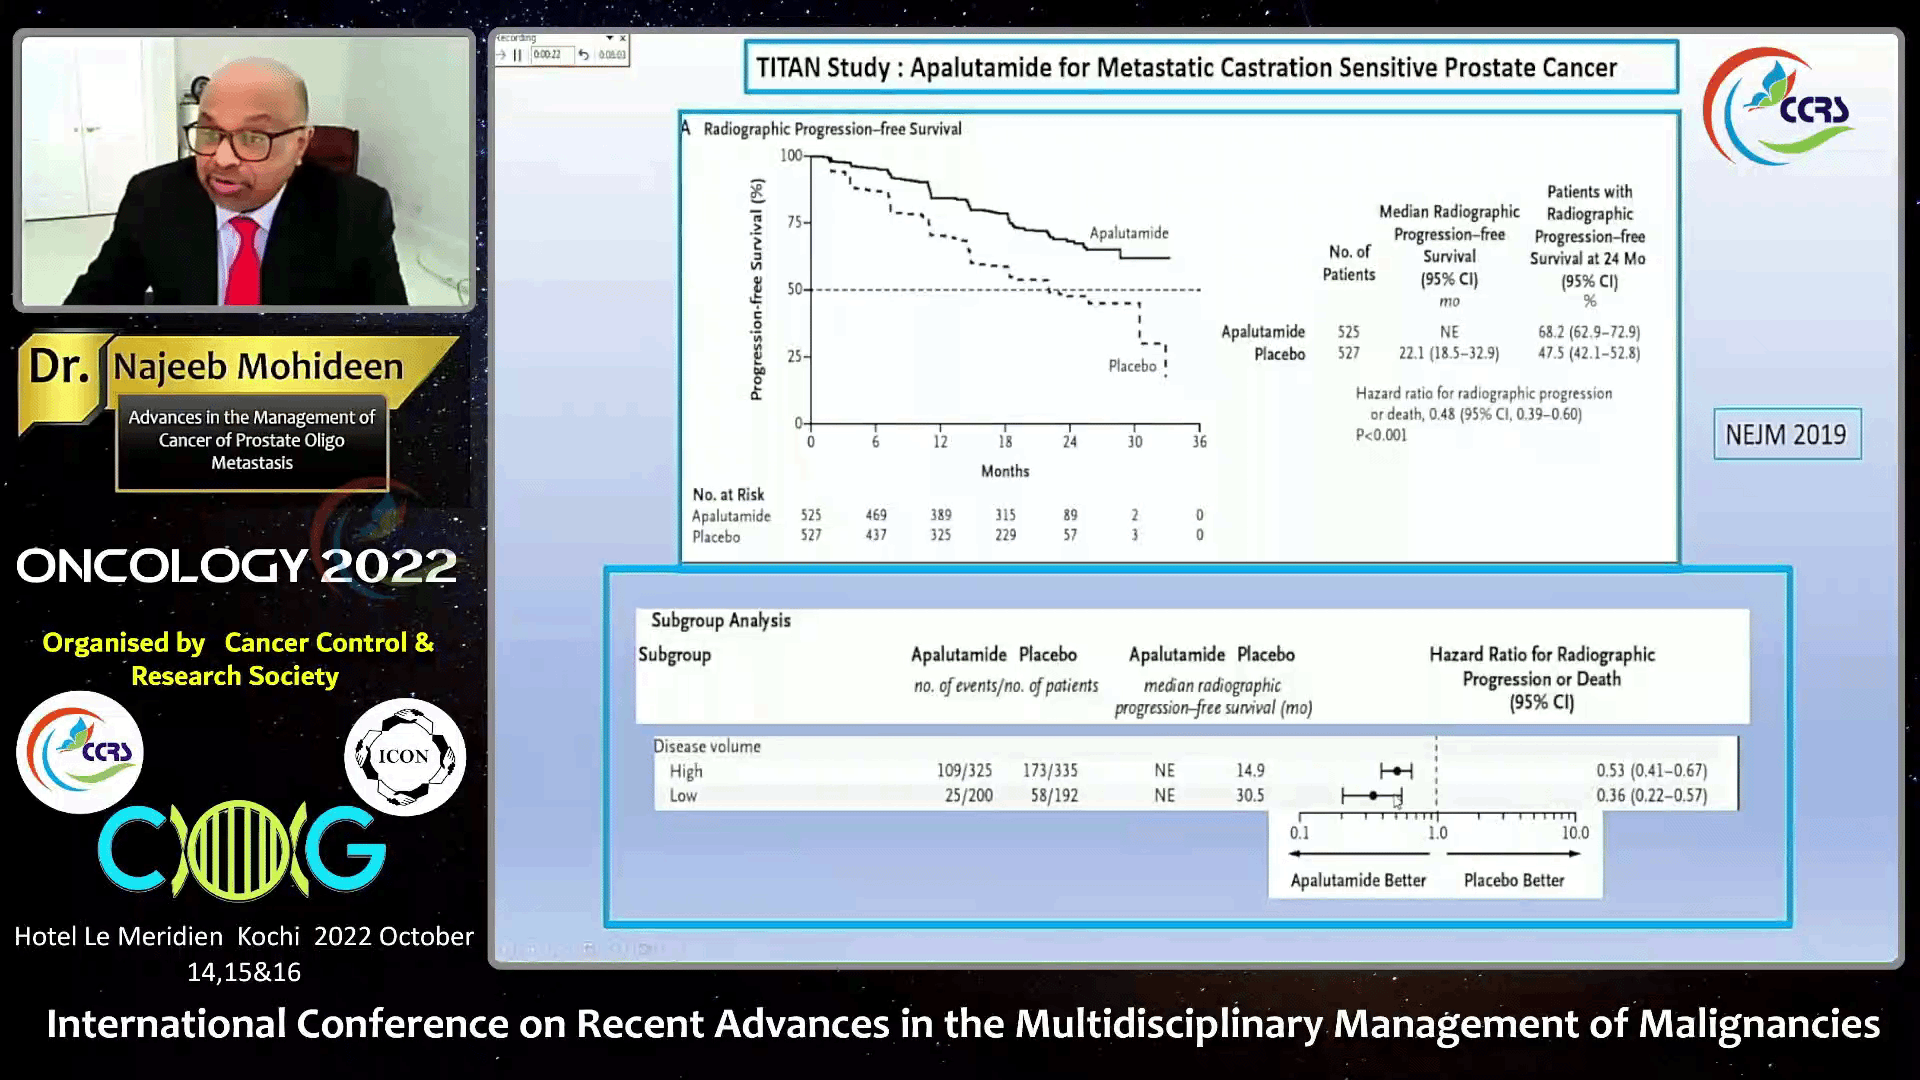 Recording
0:00:22 0:08:03
TITAN Study : Apalutamide for Metastatic Castration Sensitive Prostate Cancer
CCRS
A Radiographic Progression–free Survival
Progression-free Survival (%)
100
75
50
25
0
Apalutamide
Placebo
0 6 12 18 24 30 36
Months
No. at Risk
Apalutamide 525 469 389 315 89 2 0
Placebo 527 437 325 229 57 3 0
No. of
Patients
Median Radiographic
Progression–free
Survival
(95% CI)
mo
Patients with
Radiographic
Progression–free
Survival at 24 Mo
(95% CI)
%
Apalutamide 525 NE 68.2 (62.9–72.9)
Placebo 527 22.1 (18.5–32.9) 47.5 (42.1–52.8)
Hazard ratio for radiographic progression
or death, 0.48 (95% CI, 0.39–0.60)
P<0.001
NEJM 2019
Subgroup Analysis
Subgroup
Apalutamide Placebo
no. of events/no. of patients
Apalutamide Placebo
median radiographic
progression–free survival (mo)
Hazard Ratio for Radiographic
Progression or Death
(95% CI)
Disease volume
High 109/325 173/335 NE 14.9 0.53 (0.41–0.67)
Low 25/200 58/192 NE 30.5 0.36 (0.22–0.57)
0.1 1.0 10.0
Apalutamide Better Placebo Better
Dr. Najeeb Mohideen
Advances in the Management of
Cancer of Prostate Oligo
Metastasis
ONCOLOGY 2022
Organised by Cancer Control &
Research Society
CCRS
ICON
COG
Hotel Le Meridien Kochi 2022 October
14,15&16
International Conference on Recent Advances in the Multidisciplinary Management of Malignancies